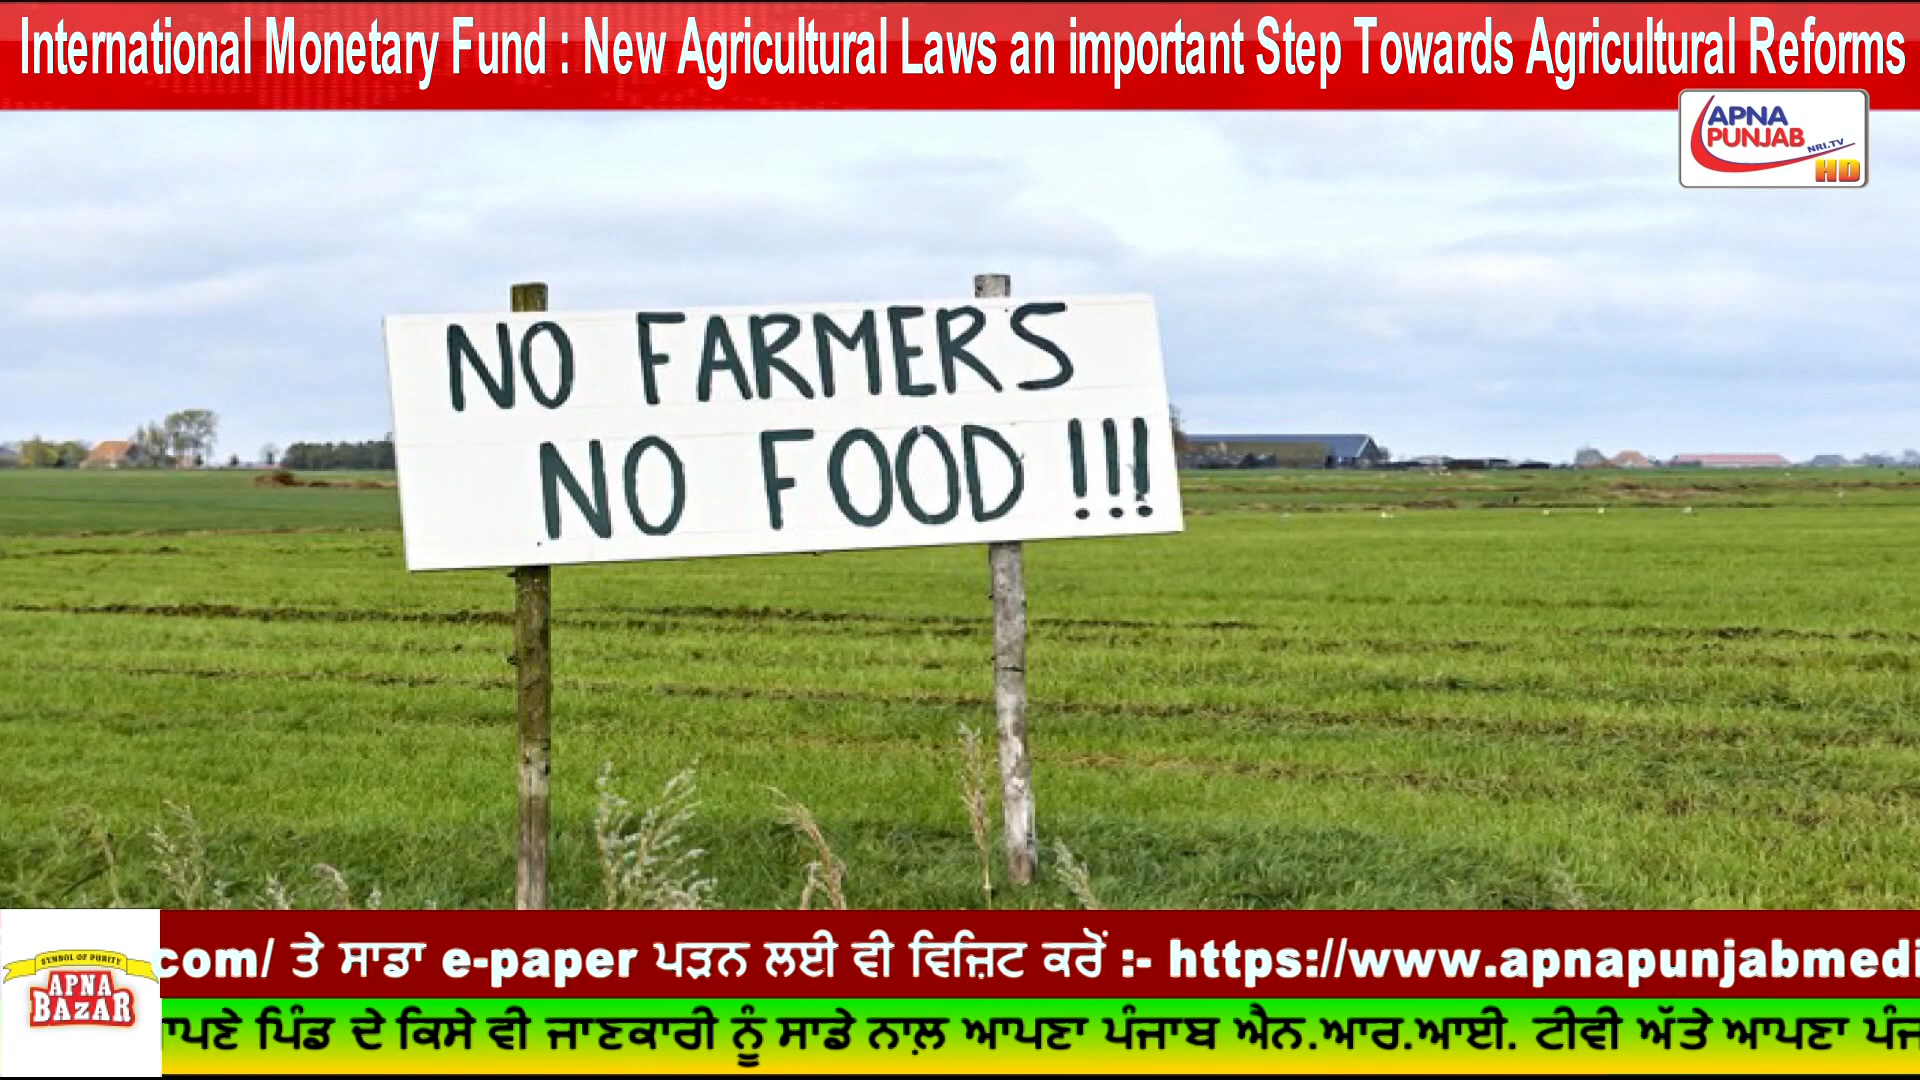 International Monetary Fund : New Agricultural Laws an important Step Towards Agricultural Reforms
APNA
PUNJAB
NRI.TV
HD
NO FARMERS
NO FOOD !!!
.com/ ਤੇ ਸਾਡਾ e-paper ਪੜਨ ਲਈ ਵੀ ਵਿਜ਼ਿਟ ਕਰੋਂ :- https://www.apnapunjabmedi
SYMBOL OF PURITY
APNA
BAZAR
ਆਪਣੇ ਪਿੰਡ ਦੇ ਕਿਸੇ ਵੀ ਜਾਣਕਾਰੀ ਨੂੰ ਸਾਡੇ ਨਾਲ਼ ਆਪਣਾ ਪੰਜਾਬ ਐਨ.ਆਰ.ਆਈ. ਟੀਵੀ ਅੱਤੇ ਆਪਣਾ